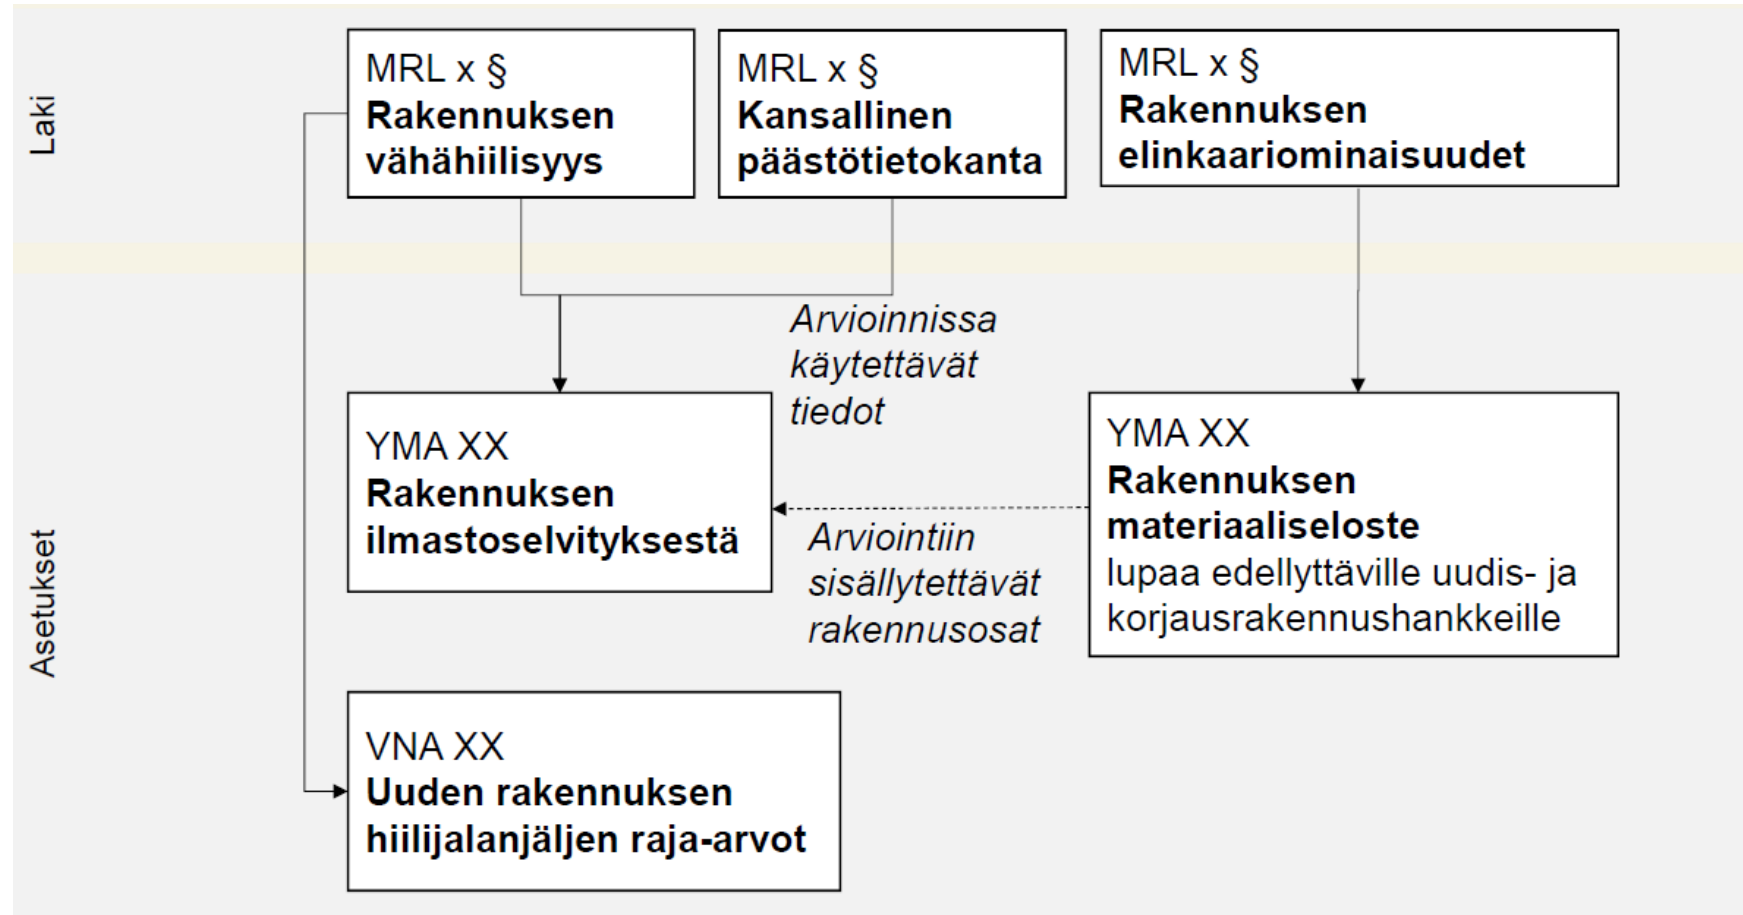 Laki
MRL x §
Rakennuksen
vähähiilisyys
MRL x §
Kansallinen
päästötietokanta
MRL x §
Rakennuksen
elinkaariominaisuudet
Asetukset
Arvioinnissa
käytettävät
tiedot
YMA XX
Rakennuksen
ilmastoselvityksestä
Arviointiin
sisällytettävät
rakennusosat
YMA XX
Rakennuksen
materiaaliseloste
lupaa edellyttäville uudis- ja
korjausrakennushankkeille
VNA XX
Uuden rakennuksen
hiilijalanjäljen raja-arvot